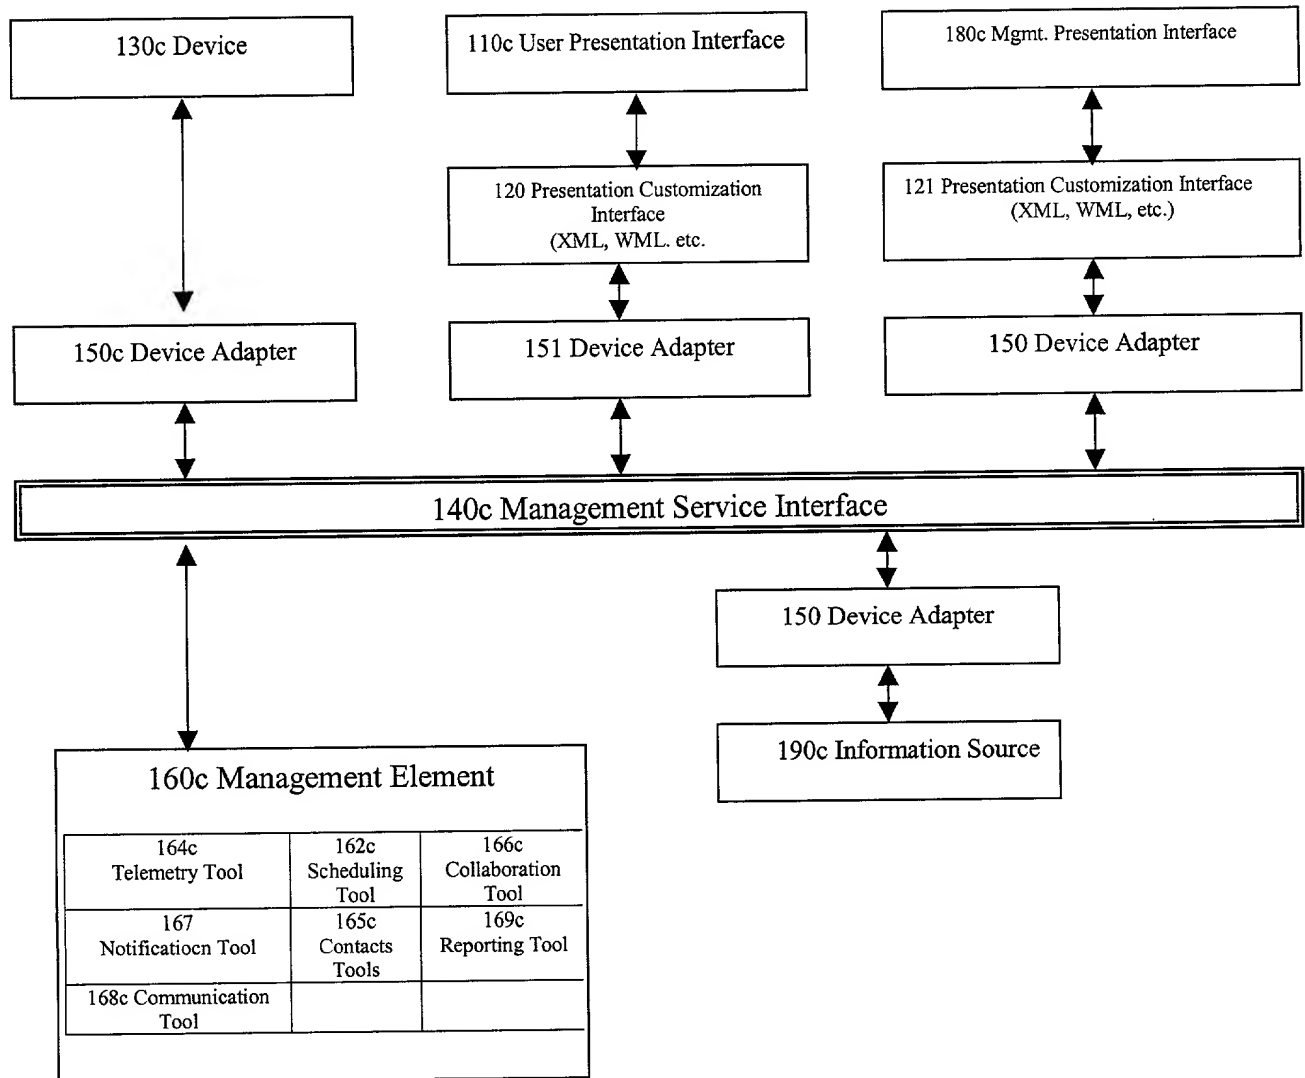 130c Device
110c User Presentation Interface
180c Mgmt. Presentation Interface
120 Presentation Customization
Interface
(XML, WML. etc.
121 Presentation Customization Interface
(XML, WML, etc.)
150c Device Adapter
151 Device Adapter
150 Device Adapter
140c Management Service Interface
150 Device Adapter
190c Information Source
160c Management Element
164c
Telemetry Tool
162c
Scheduling
Tool
166c
Collaboration
Tool
167
Notificatiocn Tool
165c
Contacts
Tools
169c
Reporting Tool
168c Communication
Tool